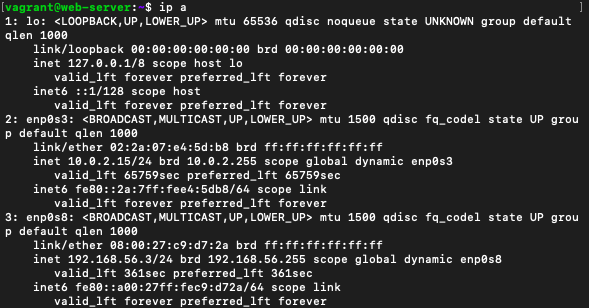 [vagrant@web-server:~$ ip a ]
1: lo: <LOOPBACK,UP,LOWER_UP> mtu 65536 qdisc noqueue state UNKNOWN group default
qlen 1000
    link/loopback 00:00:00:00:00:00 brd 00:00:00:00:00:00
    inet 127.0.0.1/8 scope host lo
       valid_lft forever preferred_lft forever
    inet6 ::1/128 scope host
       valid_lft forever preferred_lft forever
2: enp0s3: <BROADCAST,MULTICAST,UP,LOWER_UP> mtu 1500 qdisc fq_codel state UP grou
p default qlen 1000
    link/ether 02:2a:07:e4:5d:b8 brd ff:ff:ff:ff:ff:ff
    inet 10.0.2.15/24 brd 10.0.2.255 scope global dynamic enp0s3
       valid_lft 65759sec preferred_lft 65759sec
    inet6 fe80::2a:7ff:fee4:5db8/64 scope link
       valid_lft forever preferred_lft forever
3: enp0s8: <BROADCAST,MULTICAST,UP,LOWER_UP> mtu 1500 qdisc fq_codel state UP grou
p default qlen 1000
    link/ether 08:00:27:c9:d7:2a brd ff:ff:ff:ff:ff:ff
    inet 192.168.56.3/24 brd 192.168.56.255 scope global dynamic enp0s8
       valid_lft 361sec preferred_lft 361sec
    inet6 fe80::a00:27ff:fec9:d72a/64 scope link
       valid_lft forever preferred_lft forever